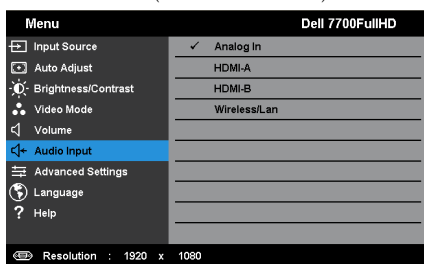 Menu Dell 7700FullHD
Input Source ✓ Analog In
Auto Adjust HDMI-A
Brightness/Contrast HDMI-B
Video Mode Wireless/Lan
Volume
Audio Input
Advanced Settings
Language
? Help
Resolution : 1920 x 1080